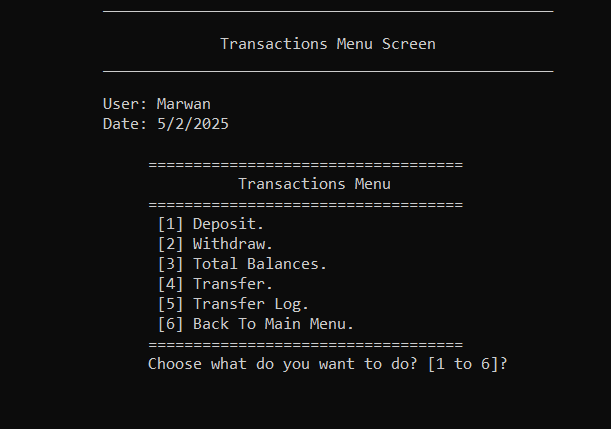 Transactions Menu Screen
User: Marwan
Date: 5/2/2025
===================================
Transactions Menu
===================================
[1] Deposit.
[2] Withdraw.
[3] Total Balances.
[4] Transfer.
[5] Transfer Log.
[6] Back To Main Menu.
===================================
Choose what do you want to do? [1 to 6]?